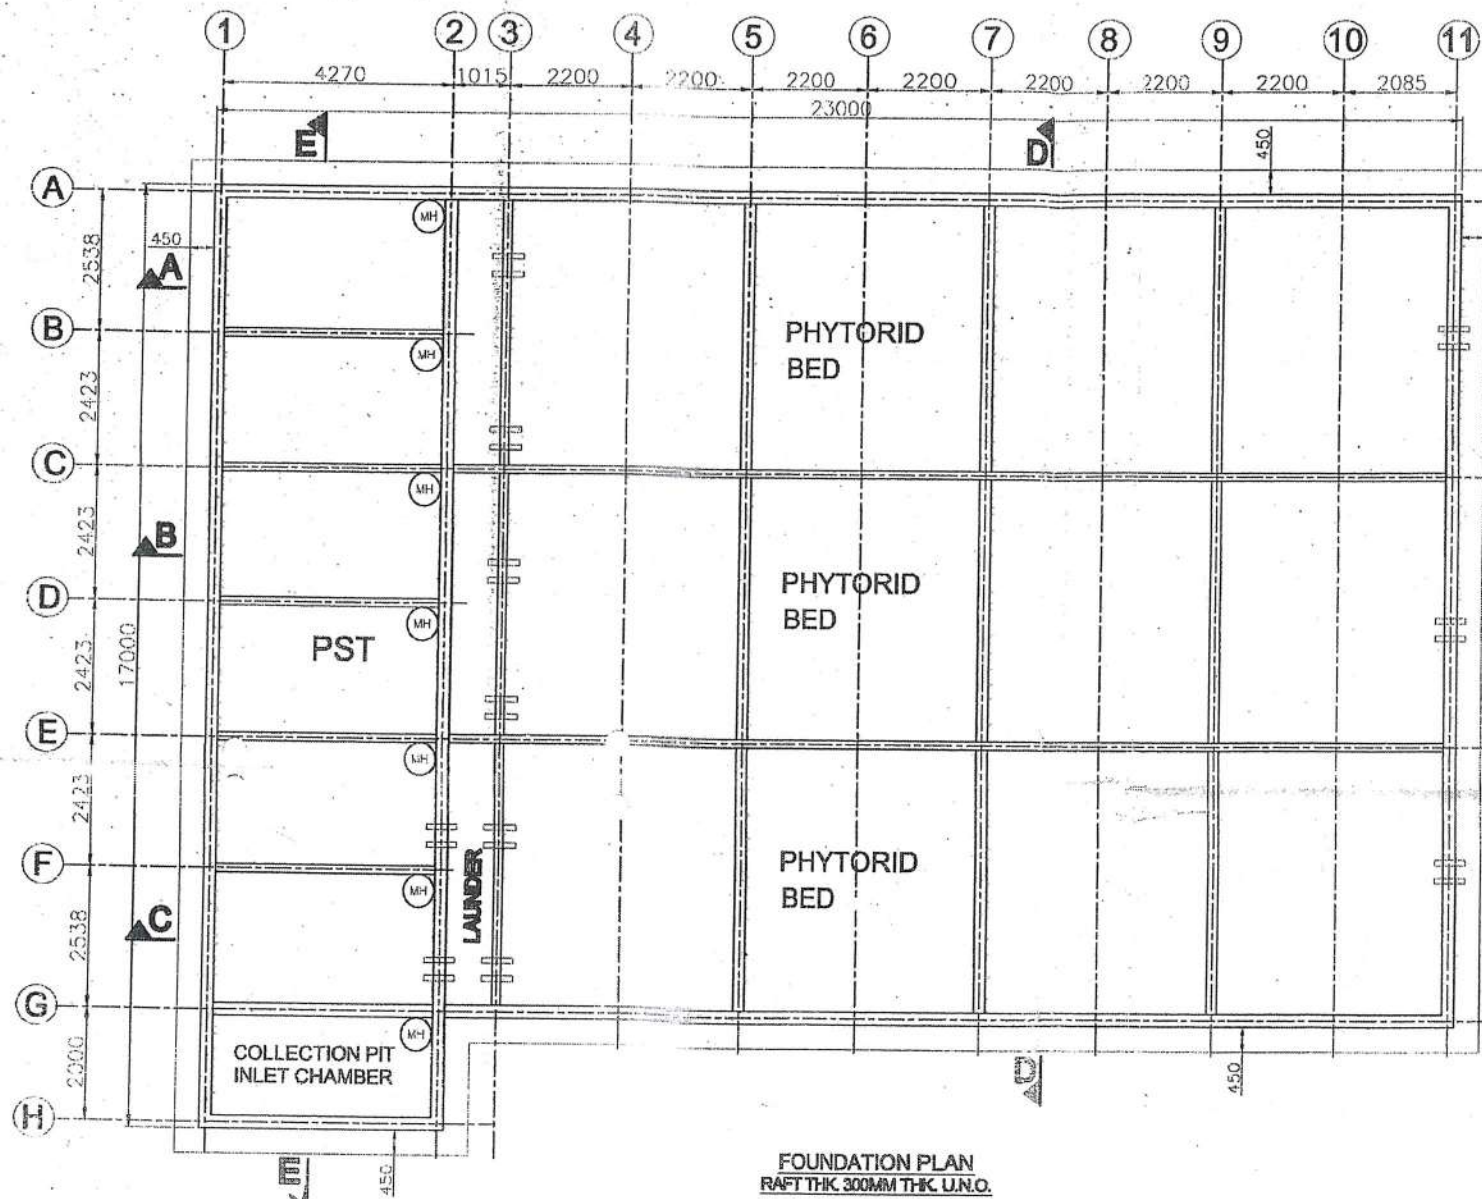 1 2 3 4 5 6 7 8 9 10 11
4270 1015 2200 2200 2200 2200 2200 2200 2200 2085
23000
E D 450
A
MH
450
2538
A
B
PHYTORID
BED
MH
2423
C
MH
2423
B
PHYTORID
BED
D
MH
PST
2423
17000
E
MH
2423
F
LAUNDER
PHYTORID
BED
MH
2538
C
G
MH
COLLECTION PIT
INLET CHAMBER
2000
D
450
H
E
450
FOUNDATION PLAN
RAFT THK. 300MM THK. U.N.O.